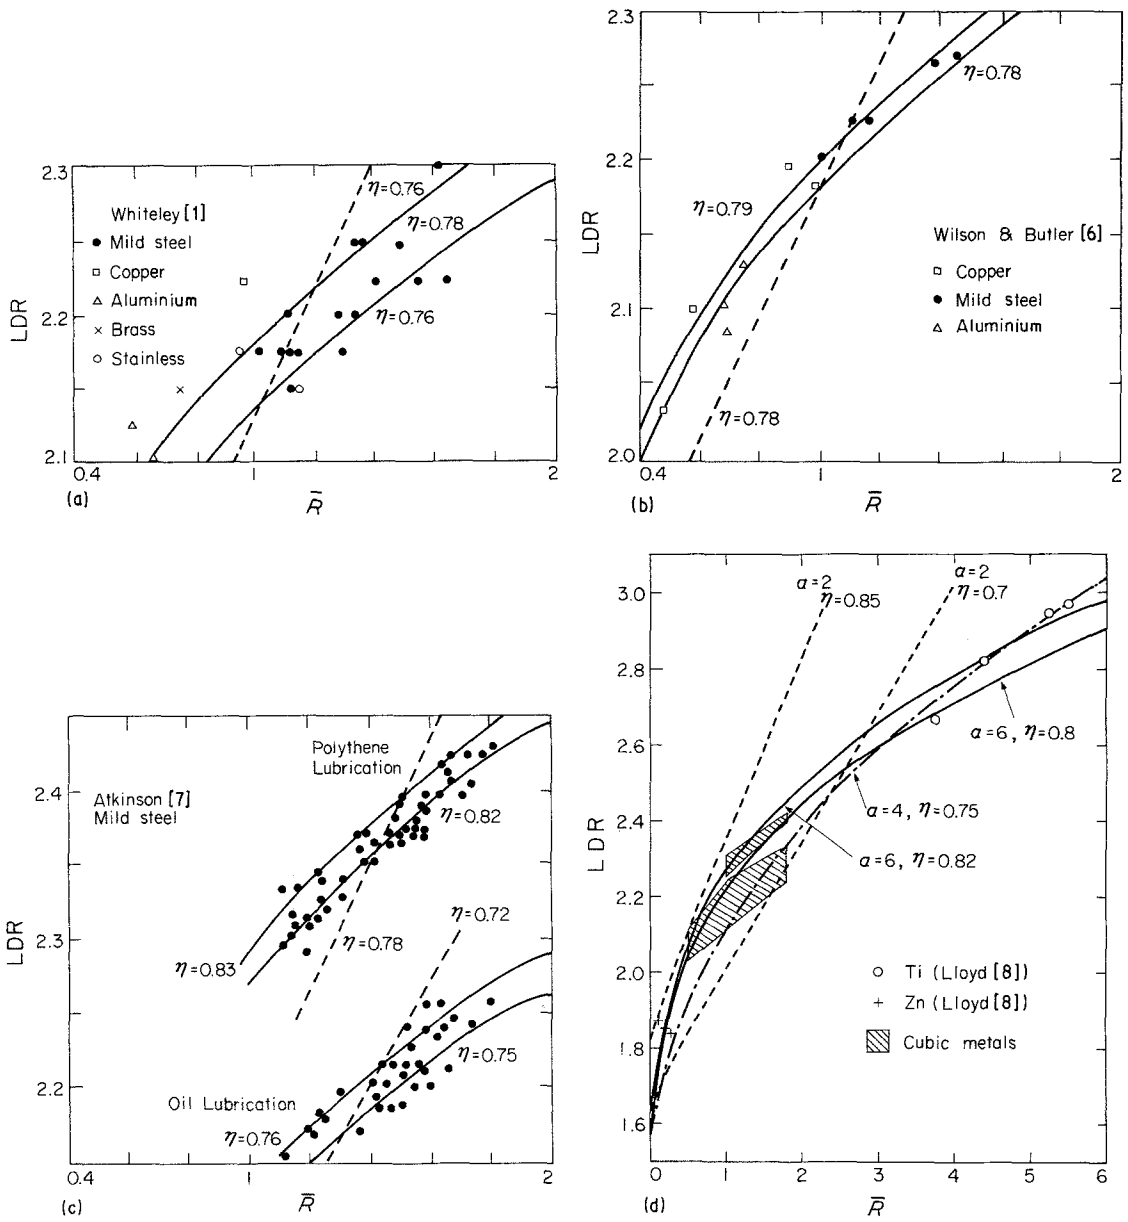 2.3
2.2
2.1
LDR
Whiteley [1]
Mild steel
Copper
Aluminium
Brass
Stainless
η=0.76
η=0.78
η=0.76
0.4
1
2
(a)
R̄
2.3
2.2
2.1
2.0
LDR
η=0.78
η=0.79
Wilson & Butler [6]
Copper
Mild steel
Aluminium
η=0.78
0.4
1
2
(b)
R̄
2.4
2.3
2.2
LDR
Polythene
Lubrication
Atkinson [7]
Mild steel
η=0.82
η=0.72
η=0.78
η=0.83
η=0.75
Oil Lubrication
η=0.76
0.4
1
2
(c)
R̄
3.0
2.8
2.6
2.4
2.2
2.0
1.8
1.6
LDR
α=2
η=0.85
α=2
η=0.7
α=6, η=0.8
α=4, η=0.75
α=6, η=0.82
Ti (Lloyd [8])
Zn (Lloyd [8])
Cubic metals
0 1 2 3 4 5 6
(d)
R̄